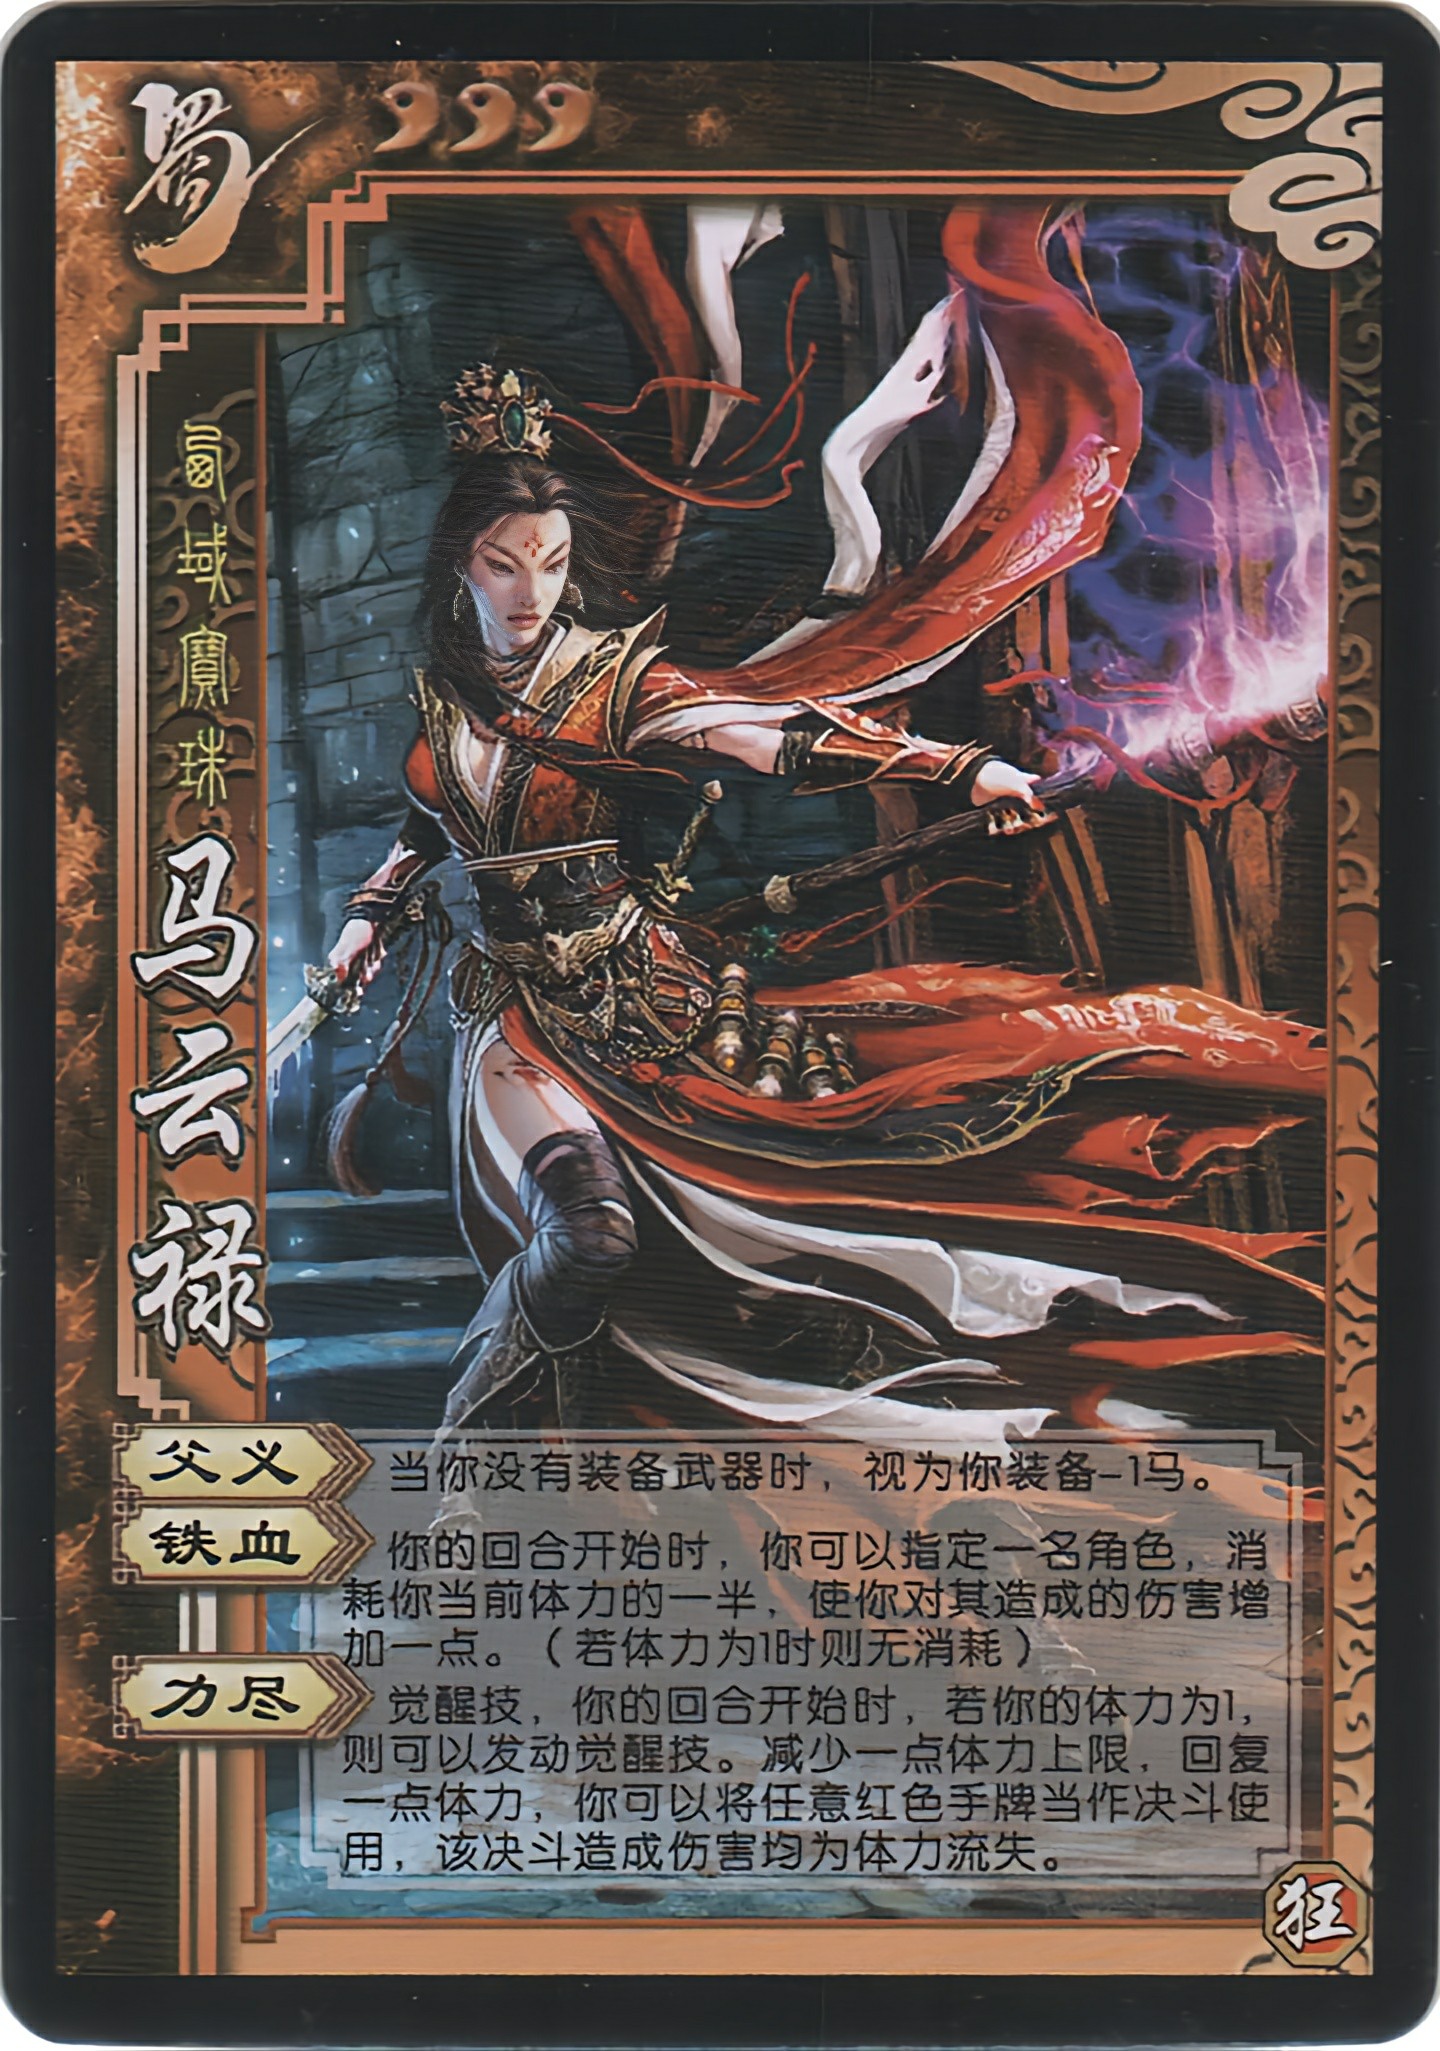 蜀
西域寶珠
马云禄
父义
当你没有装备武器时，视为你装备-1马。
铁血
你的回合开始时，你可以指定一名角色，消
耗你当前体力的一半，使你对其造成的伤害增
加一点。（若体力为1时则无消耗）
力尽
觉醒技，你的回合开始时，若你的体力为1，
则可以发动觉醒技。减少一点体力上限，回复
一点体力，你可以将任意红色手牌当作决斗使
用，该决斗造成伤害均为体力流失。
狂